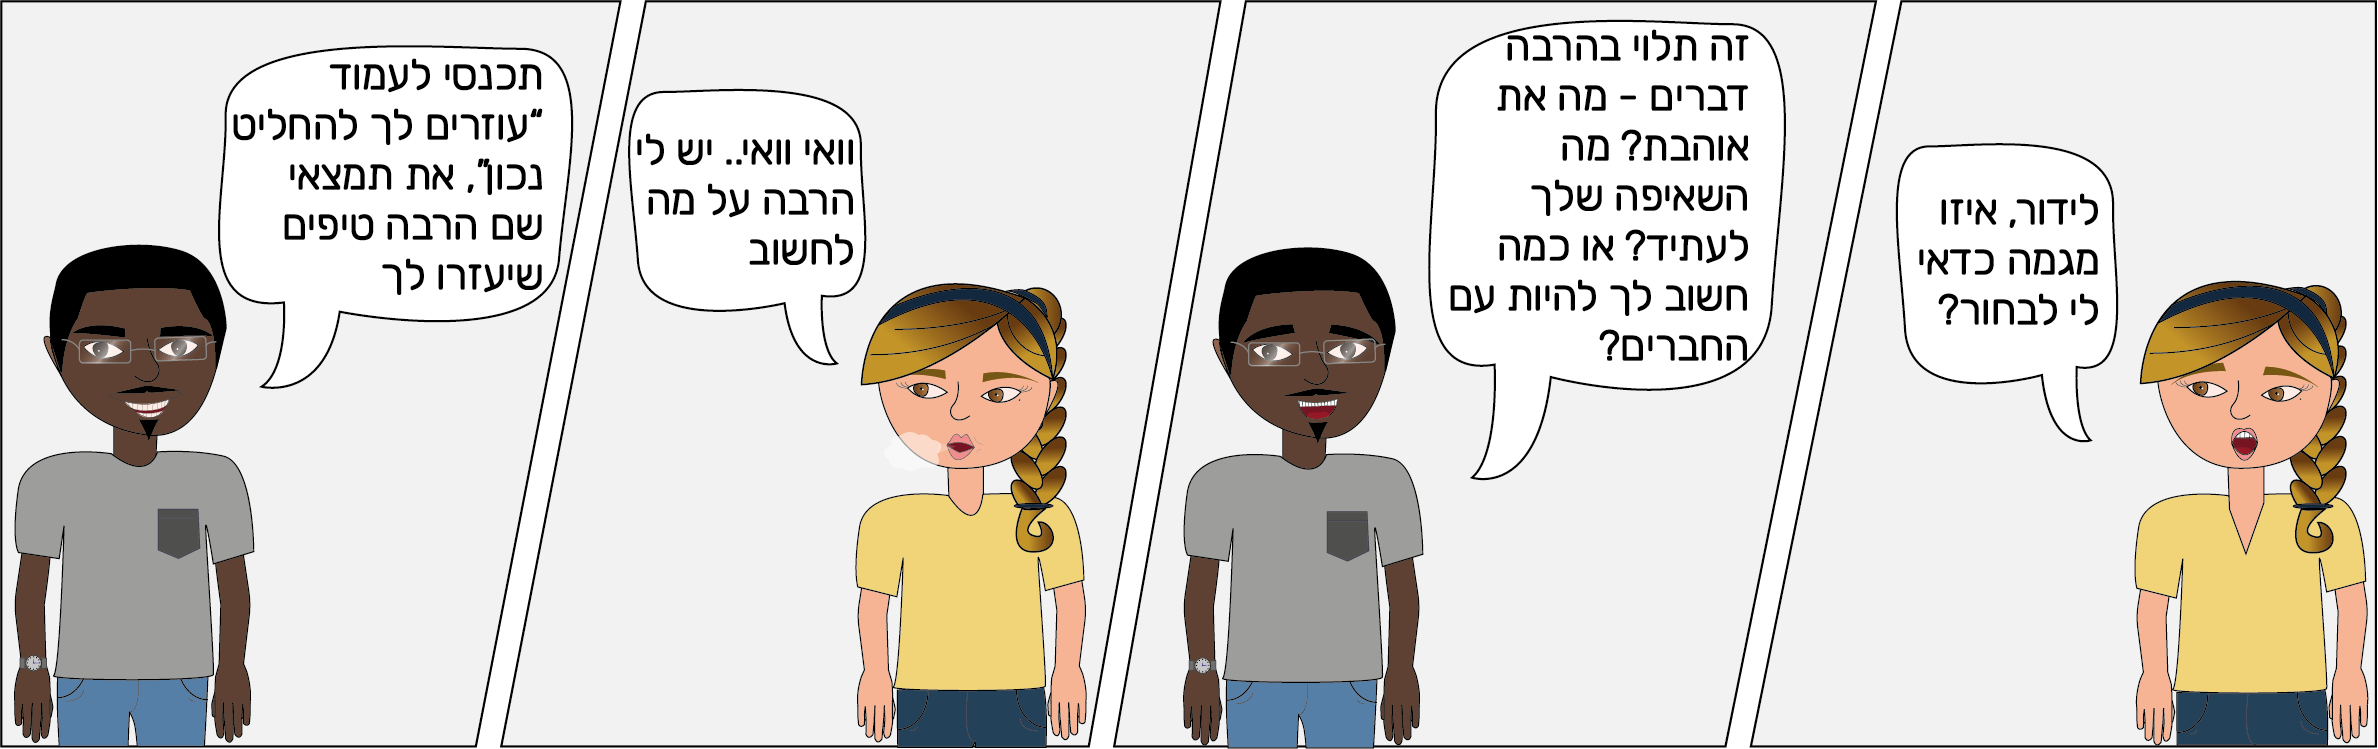 לידור, איזו
מגמה כדאי
לי לבחור?
זה תלוי בהרבה
דברים - מה את
אוהבת? מה
השאיפה שלך
לעתיד? או כמה
חשוב לך להיות עם
החברים?
וואי וואי.. יש לי
הרבה על מה
לחשוב
תכנסי לעמוד
"עוזרים לך להחליט
נכון", את תמצאי
שם הרבה טיפים
שיעזרו לך